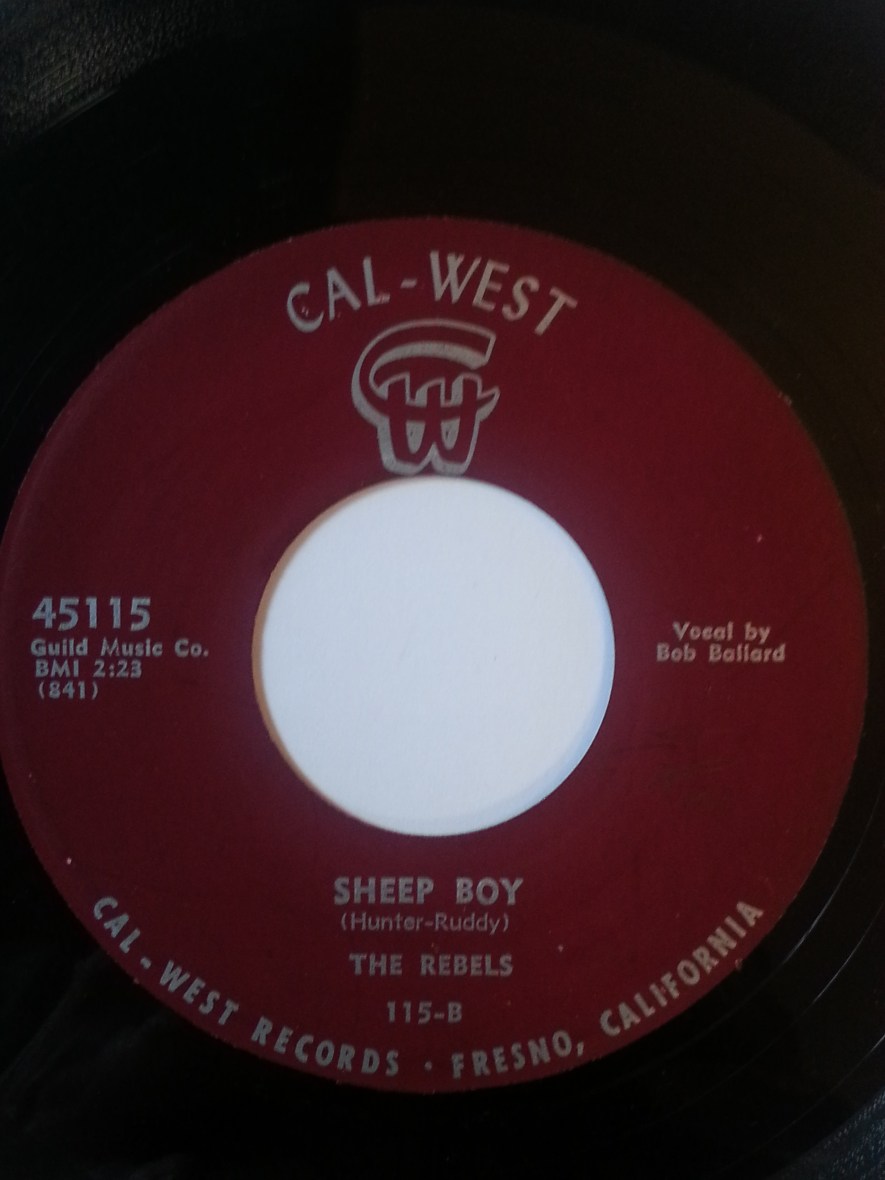 CAL-WEST
CW
45115
Guild Music Co.
BMI 2:23
(841)
Vocal by
Bob Ballard
SHEEP BOY
(Hunter-Ruddy)
THE REBELS
115-B
CAL-WEST RECORDS · FRESNO, CALIFORNIA